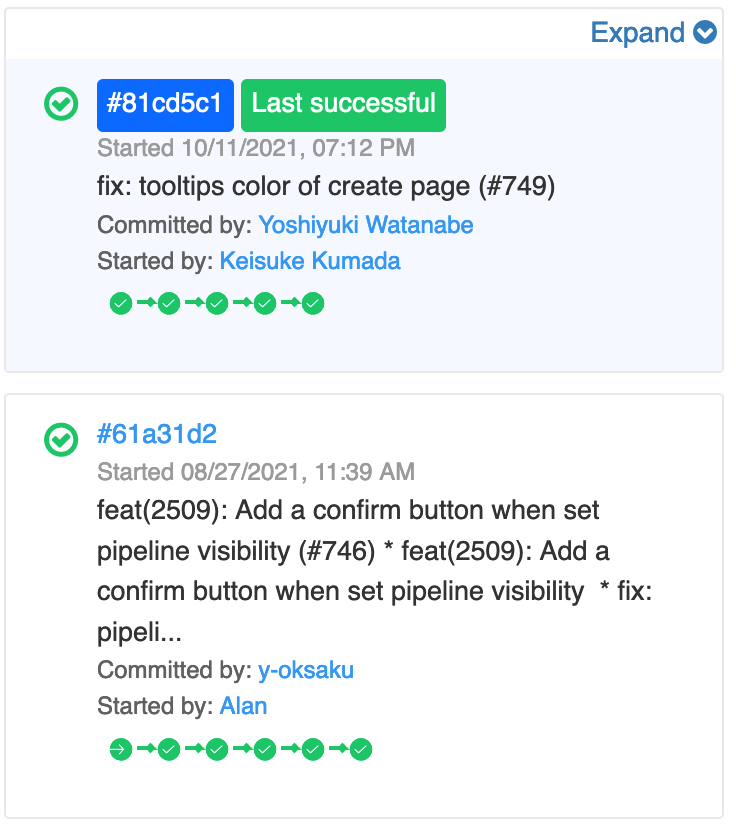 Expand
#81cd5c1 Last successful
Started 10/11/2021, 07:12 PM
fix: tooltips color of create page (#749)
Committed by: Yoshiyuki Watanabe
Started by: Keisuke Kumada
#61a31d2
Started 08/27/2021, 11:39 AM
feat(2509): Add a confirm button when set
pipeline visibility (#746) * feat(2509): Add a
confirm button when set pipeline visibility  * fix:
pipeli...
Committed by: y-oksaku
Started by: Alan